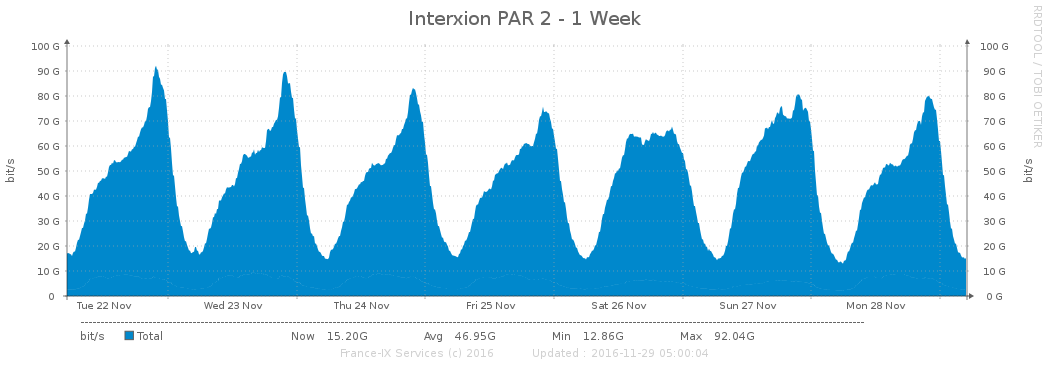 Interxion PAR 2 - 1 Week
RRDTOOL / TOBI OETIKER
bit/s
bit/s
100 G 100 G
90 G 90 G
80 G 80 G
70 G 70 G
60 G 60 G
50 G 50 G
40 G 40 G
30 G 30 G
20 G 20 G
10 G 10 G
0 0 G
Tue 22 Nov Wed 23 Nov Thu 24 Nov Fri 25 Nov Sat 26 Nov Sun 27 Nov Mon 28 Nov
bit/s Total Now 15.20G Avg 46.95G Min 12.86G Max 92.04G
France-IX Services (c) 2016 Updated : 2016-11-29 05:00:04